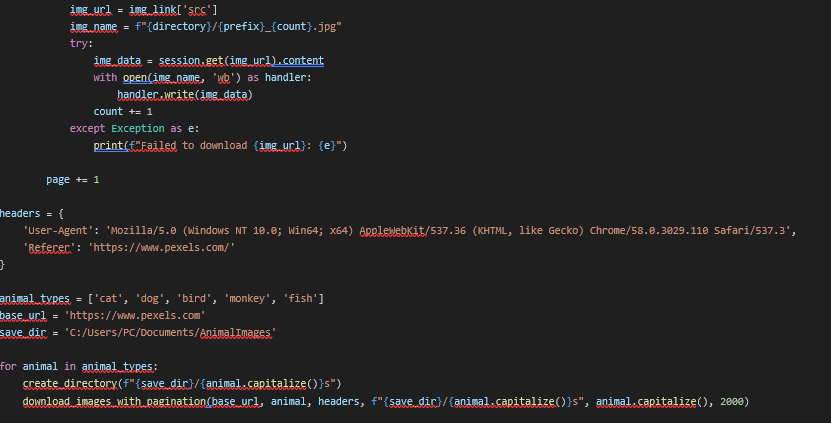 img_url = img_link['src']
img_name = f"{directory}/{prefix}_{count}.jpg"
try:
img_data = session.get(img_url).content
with open(img_name, 'wb') as handler:
handler.write(img_data)
count += 1
except Exception as e:
print(f"Failed to download {img_url}: {e}")
page += 1
headers = {
'User-Agent': 'Mozilla/5.0 (Windows NT 10.0; Win64; x64) AppleWebKit/537.36 (KHTML, like Gecko) Chrome/58.0.3029.110 Safari/537.3',
'Referer': 'https://www.pexels.com/'
}
animal_types = ['cat', 'dog', 'bird', 'monkey', 'fish']
base_url = 'https://www.pexels.com'
save_dir = 'C:/Users/PC/Documents/AnimalImages'
for animal in animal_types:
create_directory(f"{save_dir}/{animal.capitalize()}s")
download_images_with_pagination(base_url, animal, headers, f"{save_dir}/{animal.capitalize()}s", animal.capitalize(), 2000)